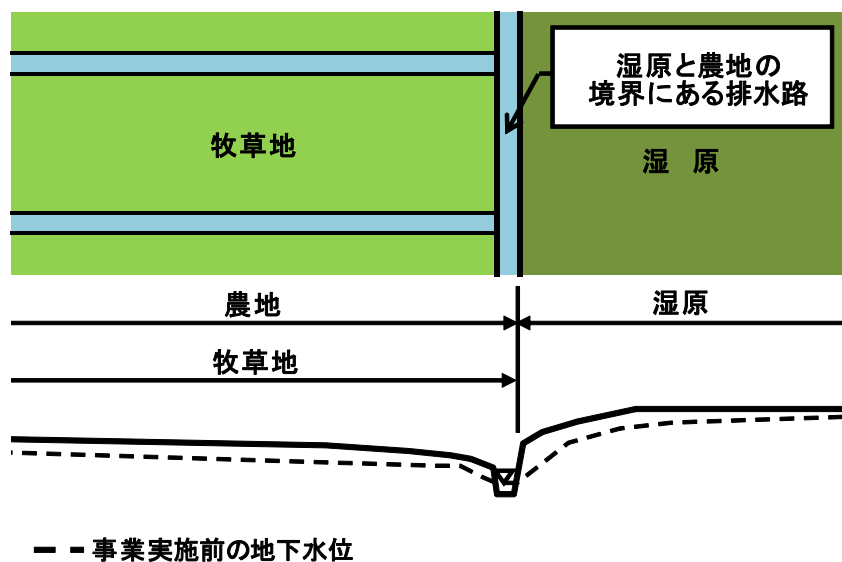 湿原と農地の
境界にある排水路
牧草地
湿 原
農地
湿原
牧草地
事業実施前の地下水位